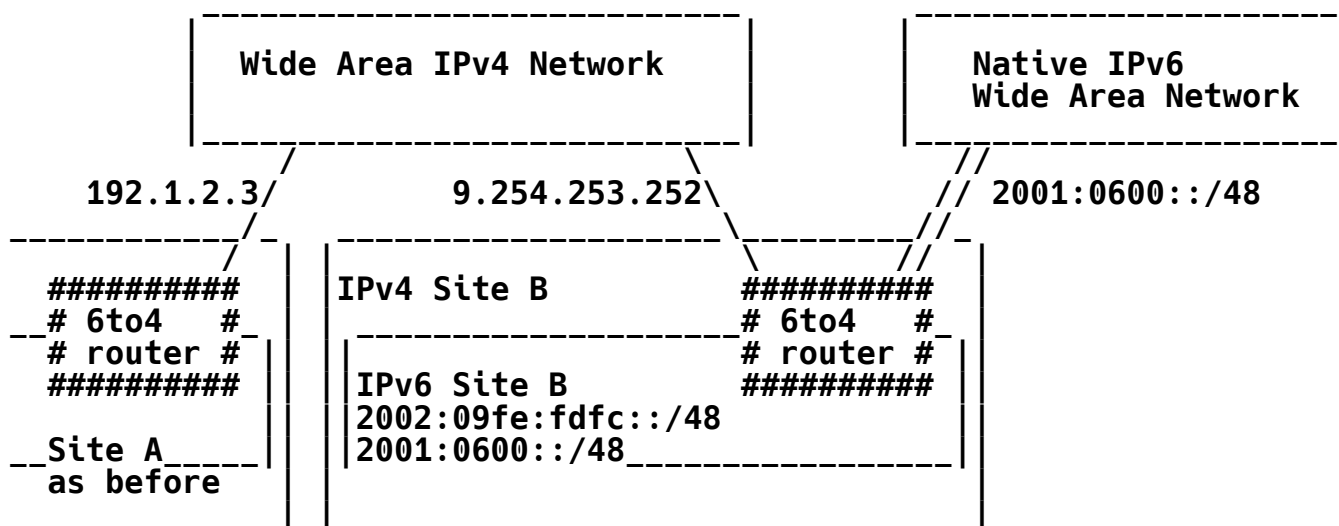 Wide Area IPv4 Network Native IPv6
Wide Area Network
192.1.2.3/ 9.254.253.252\ // 2001:0600::/48
########## IPv4 Site B ##########
# 6to4 # # 6to4 #
# router # # router #
########## IPv6 Site B ##########
2002:09fe:fdfc::/48
Site A 2001:0600::/48
as before